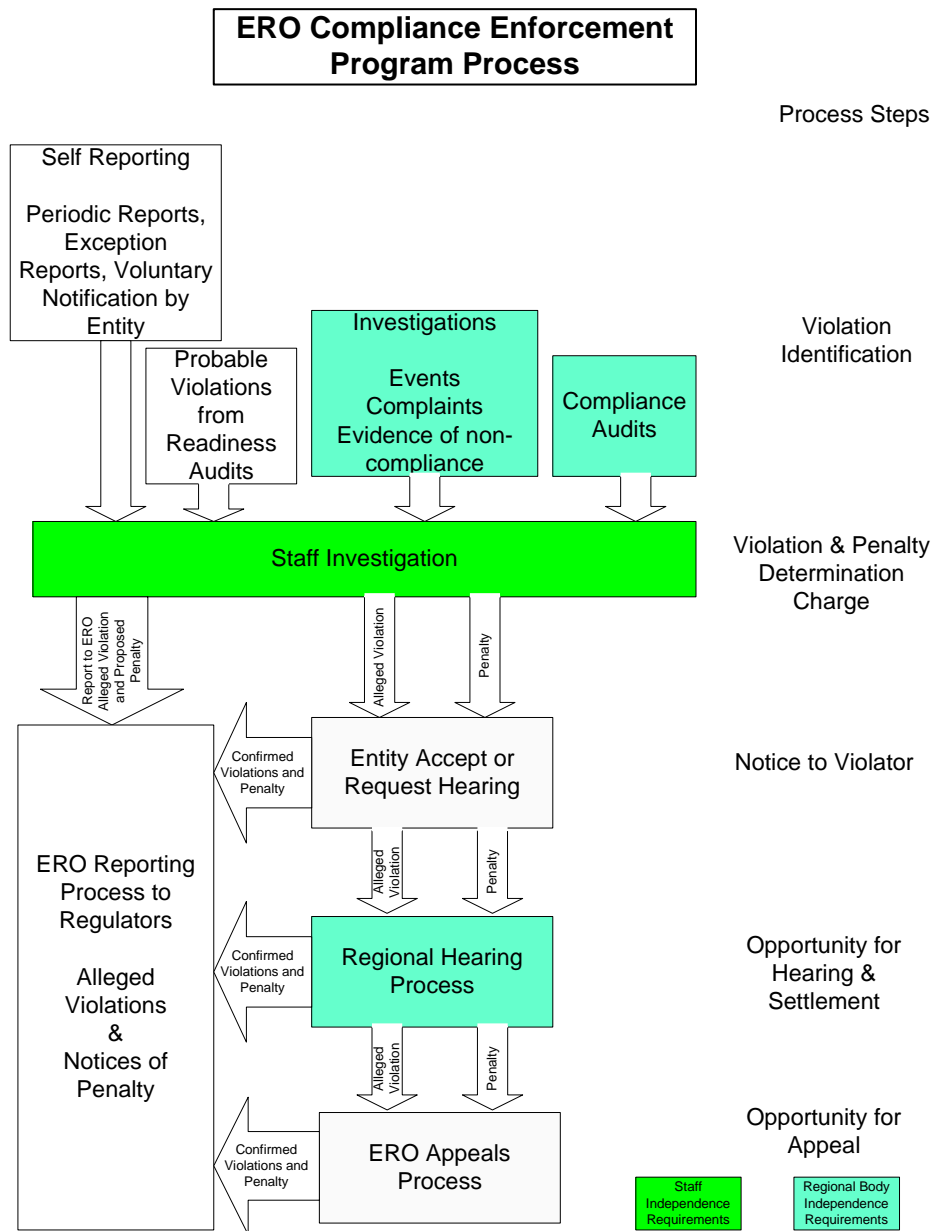 ERO Compliance Enforcement
Program Process
Process Steps
Self Reporting
Periodic Reports,
Exception
Reports, Voluntary
Notification by
Entity
Probable
Violations
from
Readiness
Audits
Investigations
Events
Complaints
Evidence of non-
compliance
Compliance
Audits
Violation
Identification
Staff Investigation
Violation & Penalty
Determination
Charge
Report to ERO
Alleged Violation
and Proposed
Penalty
Alleged Violation
Penalty
Confirmed
Violations and
Penalty
Entity Accept or
Request Hearing
Notice to Violator
Alleged
Violation
Penalty
ERO Reporting
Process to
Regulators
Alleged
Violations
&
Notices of
Penalty
Confirmed
Violations and
Penalty
Regional Hearing
Process
Opportunity for
Hearing &
Settlement
Alleged
Violation
Penalty
Confirmed
Violations and
Penalty
ERO Appeals
Process
Opportunity for
Appeal
Staff
Independence
Requirements
Regional Body
Independence
Requirements